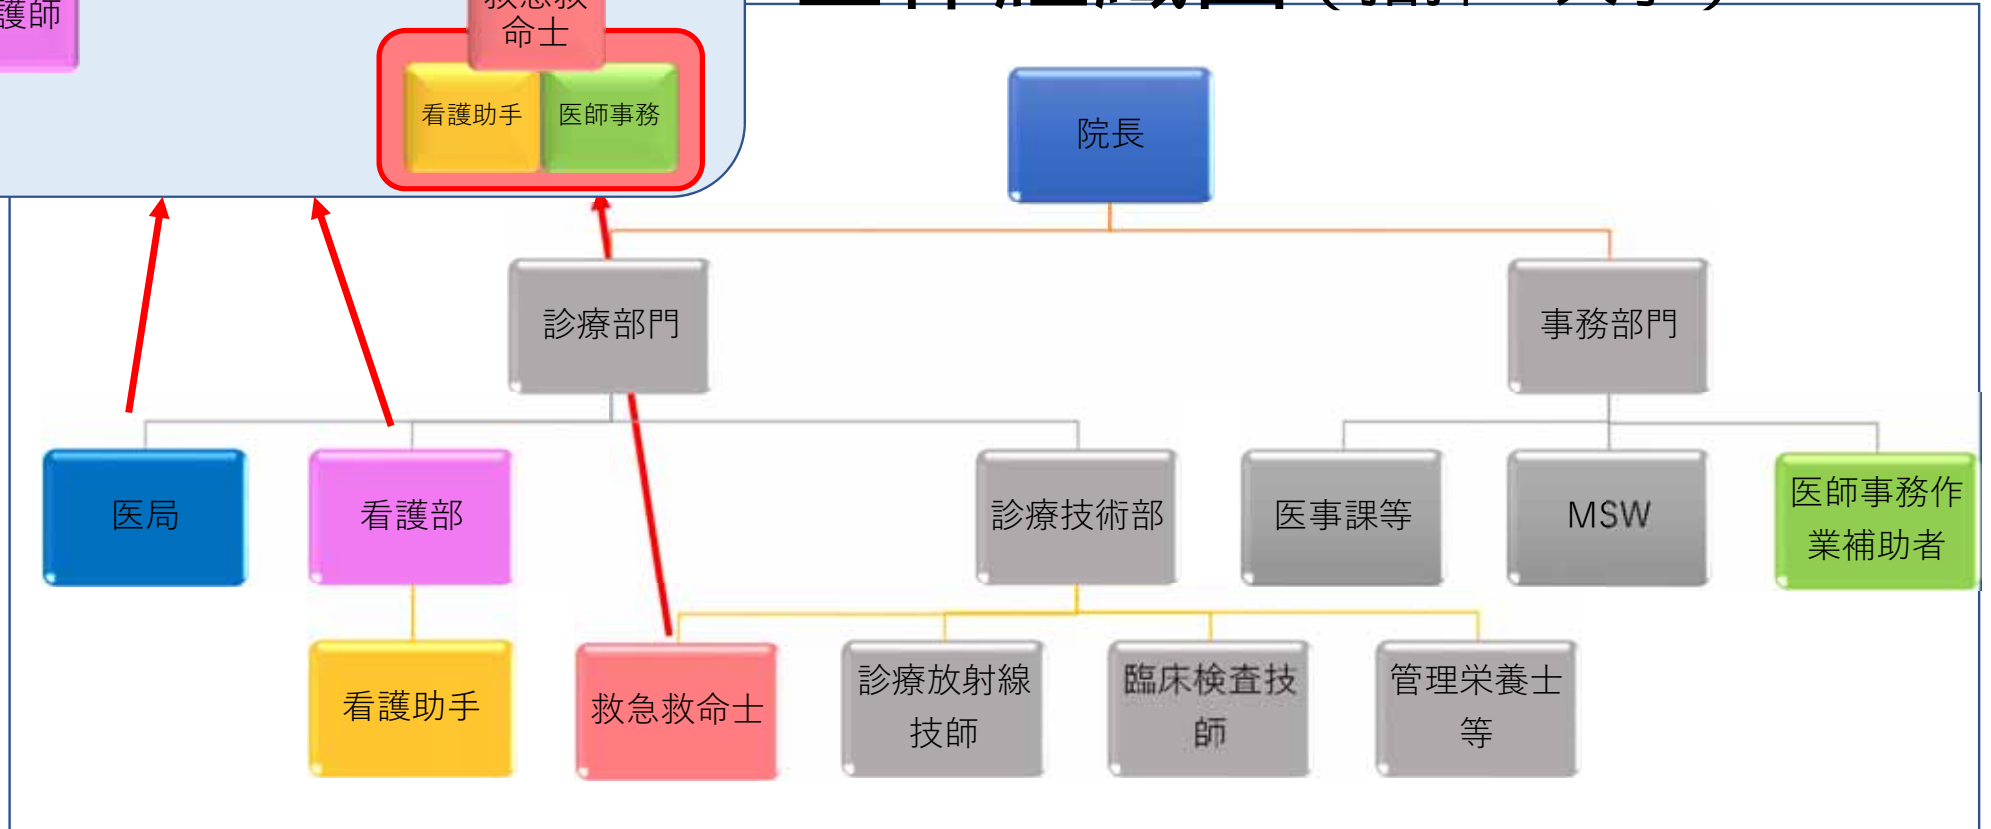 護師
救急救
命士
看護助手
医師事務
院長
診療部門
事務部門
医局
看護部
診療技術部
医事課等
MSW
医師事務作
業補助者
看護助手
救急救命士
診療放射線
技師
臨床検査技
師
管理栄養士
等